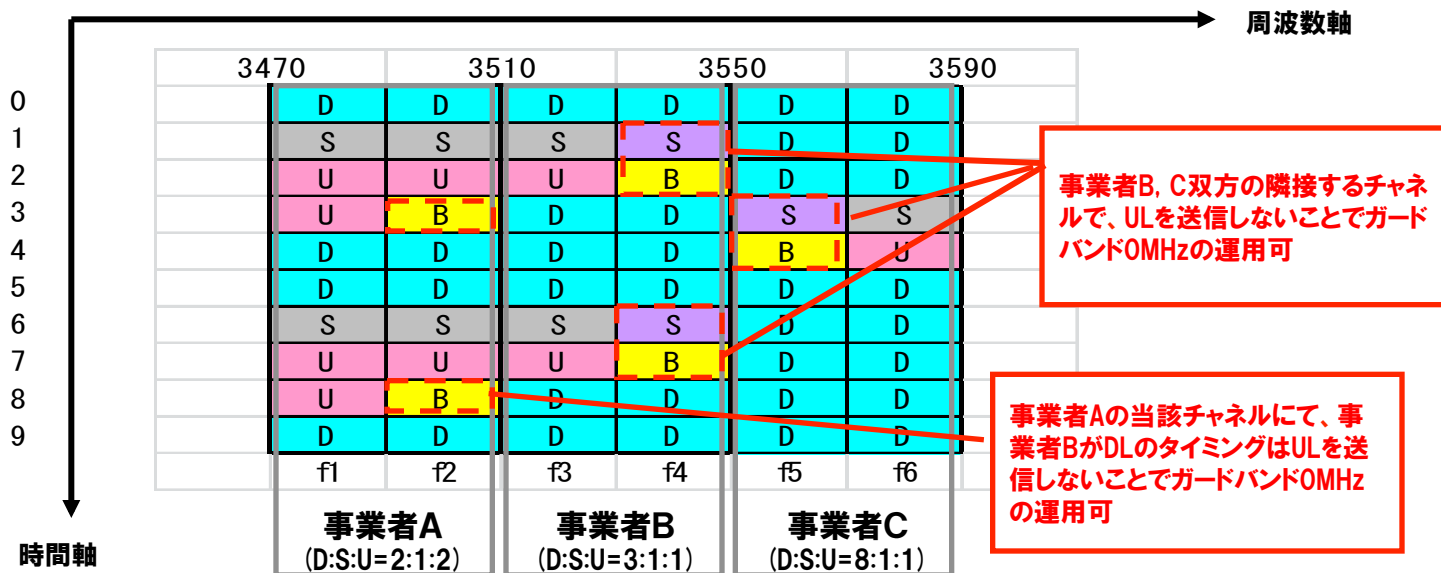 周波数軸
3470 3510 3550 3590
0 D D D D D D
1 S S S S D D
2 U U U B D D
3 U B D D S S
4 D D D D B U
5 D D D D D D
6 S S S S D D
7 U U U B D D
8 U B D D D D
9 D D D D D D
f1 f2 f3 f4 f5 f6
事業者A
(D:S:U=2:1:2)
事業者B
(D:S:U=3:1:1)
事業者C
(D:S:U=8:1:1)
時間軸
事業者B, C双方の隣接するチャネ
ルで、ULを送信しないことでガード
バンド0MHzの運用可
事業者Aの当該チャネルにて、事
業者BがDLのタイミングはULを送
信しないことでガードバンド0MHz
の運用可